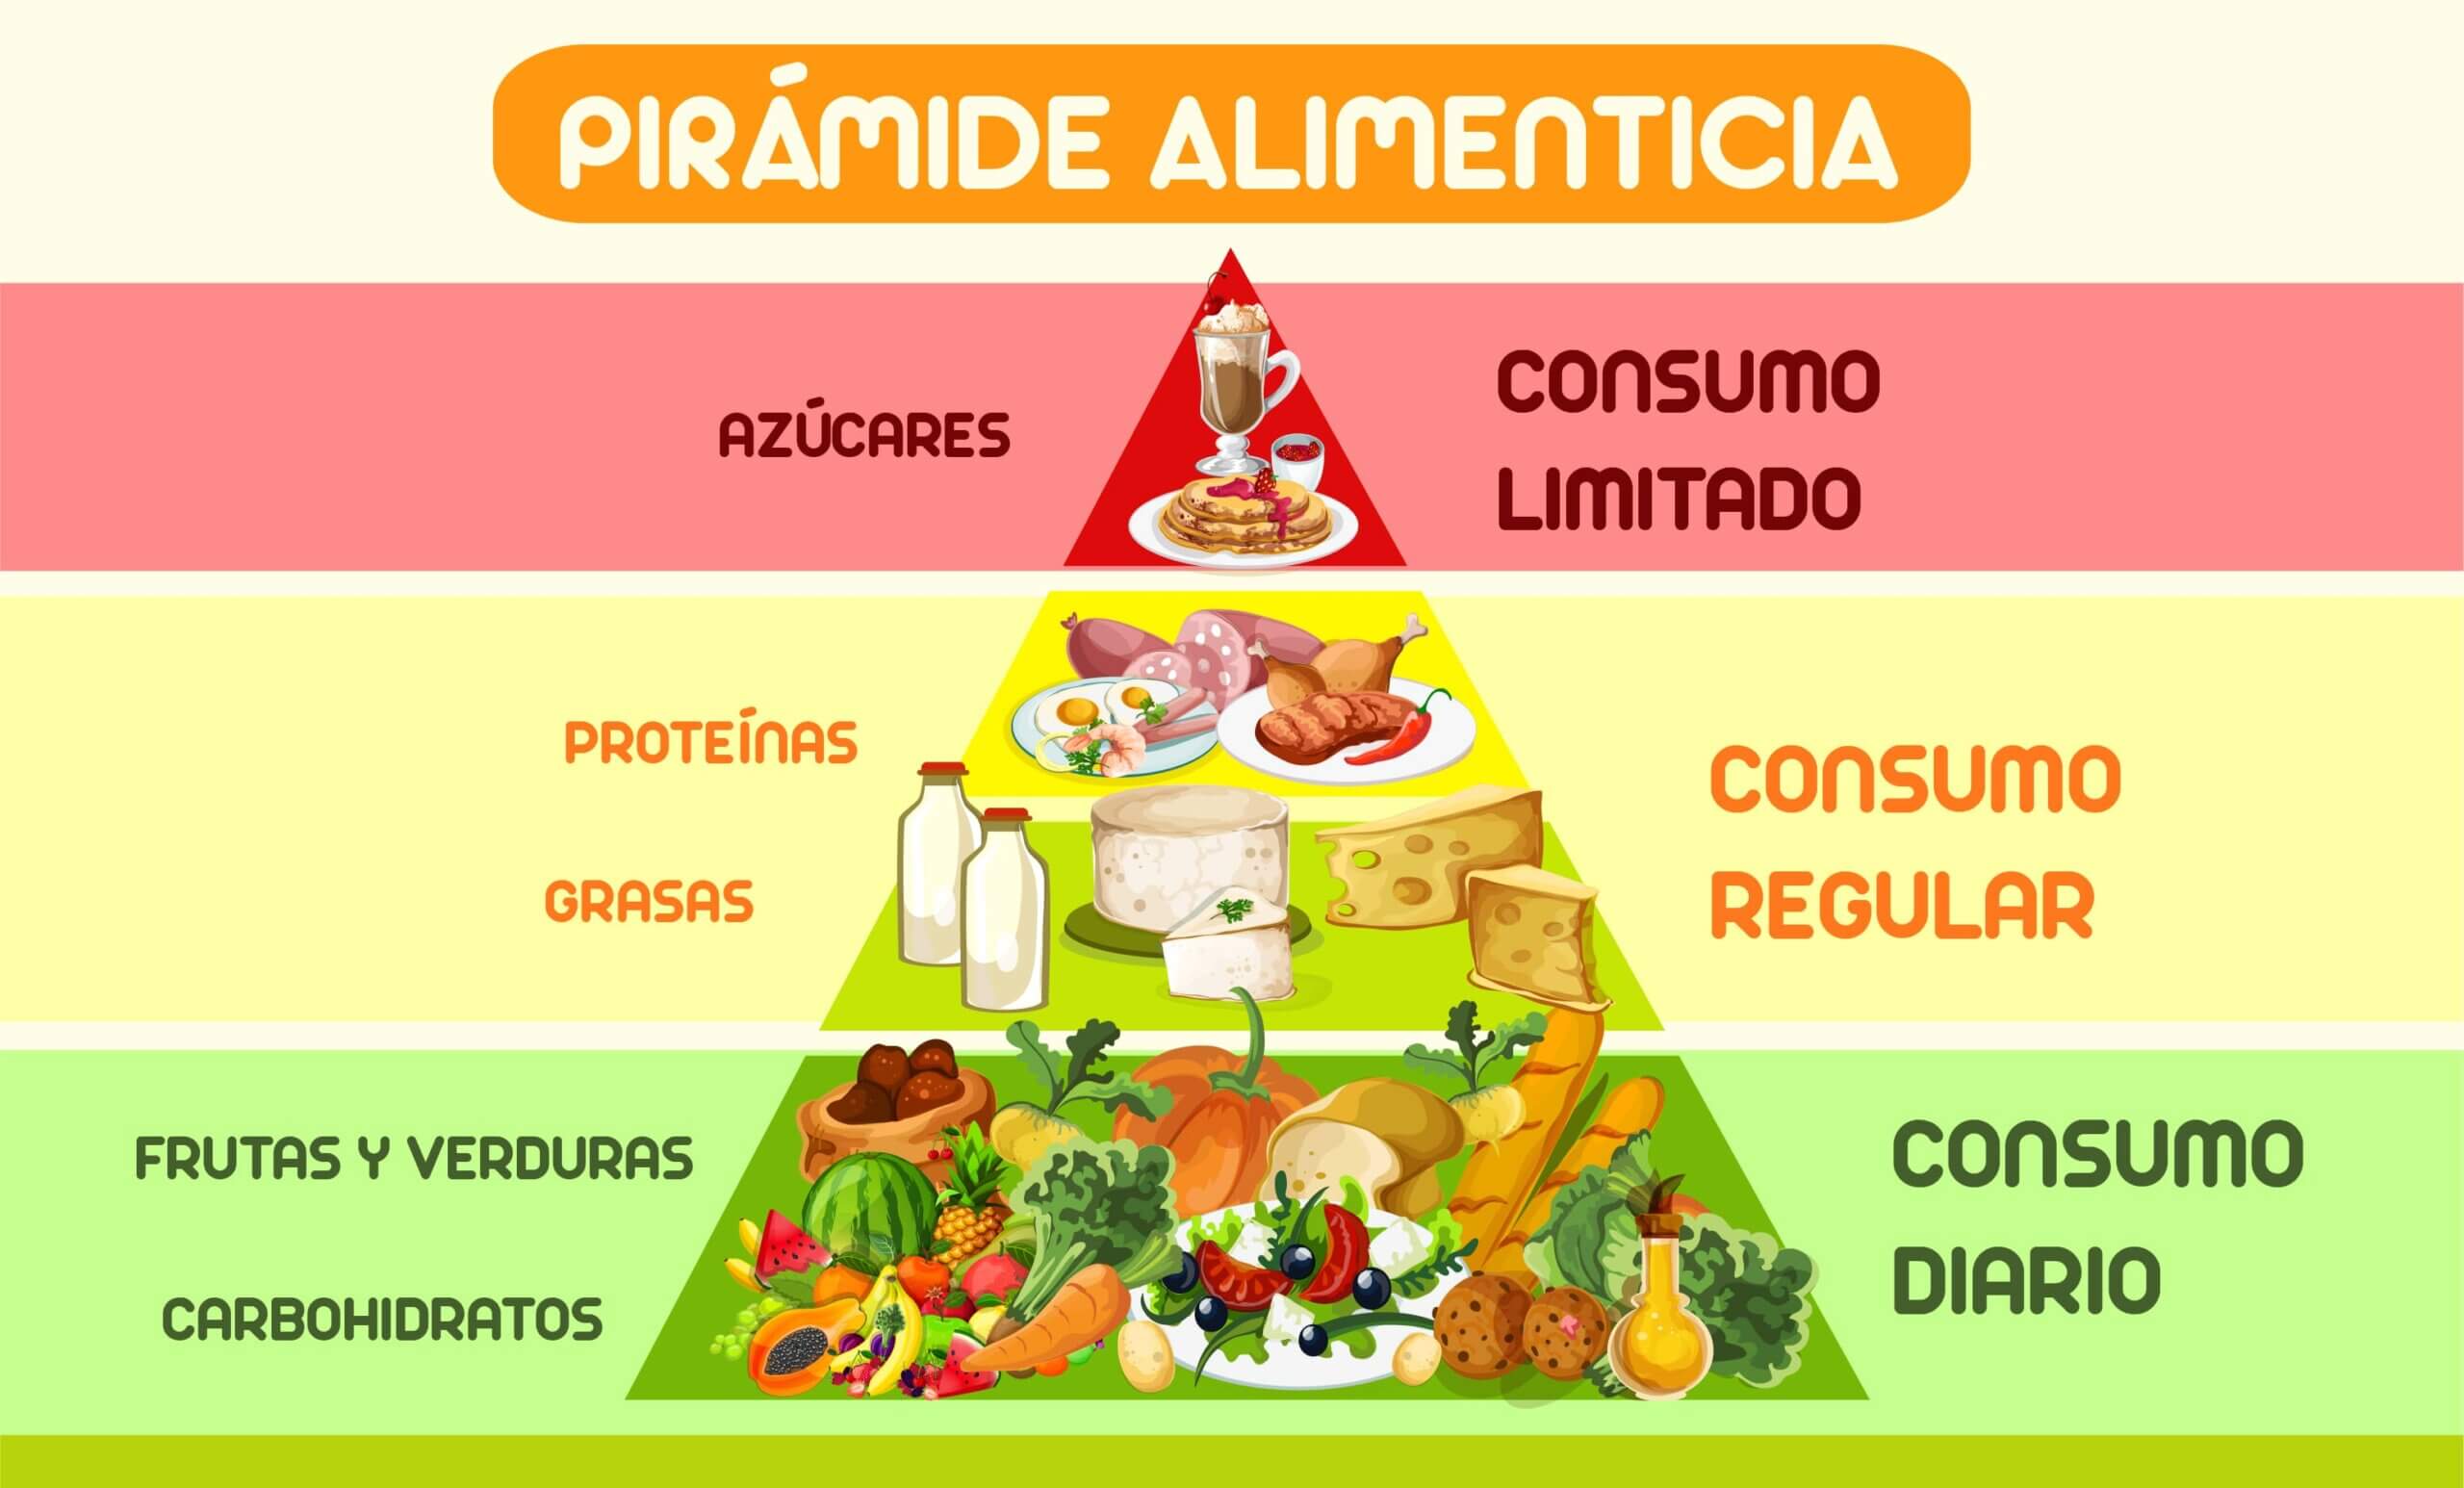 PIRÁMIDE ALIMENTICIA
AZÚCARES
CONSUMO
LIMITADO
PROTEÍNAS
GRASAS
CONSUMO
REGULAR
FRUTAS Y VERDURAS
CARBOHIDRATOS
CONSUMO
DIARIO